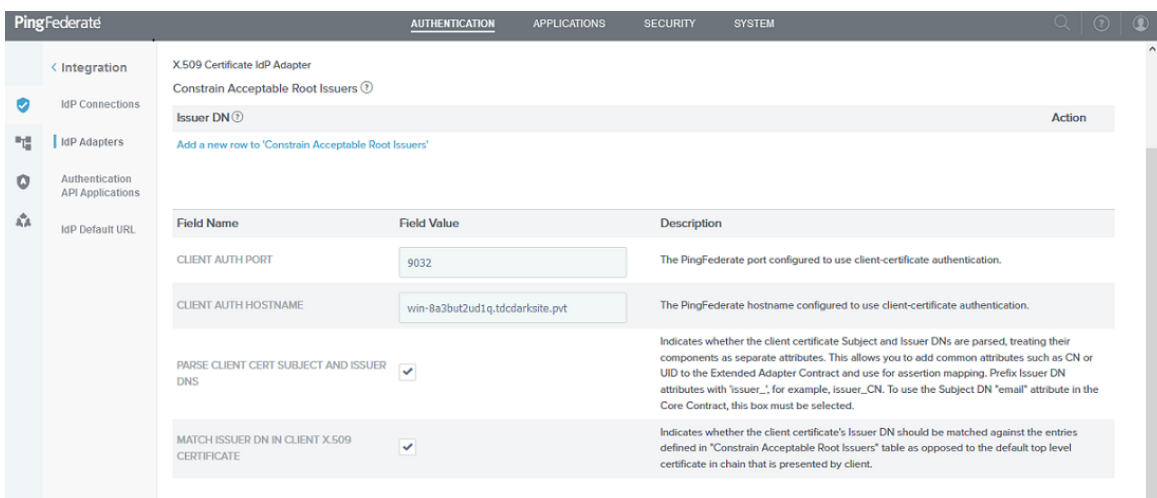 PingFederate AUTHENTICATION APPLICATIONS SECURITY SYSTEM
Integration
IdP Connections
IdP Adapters
Authentication
API Applications
IdP Default URL
X.509 Certificate IdP Adapter
Constrain Acceptable Root Issuers
Issuer DN Action
Add a new row to 'Constrain Acceptable Root Issuers'
Field Name Field Value Description
CLIENT AUTH PORT 9032 The PingFederate port configured to use client-certificate authentication.
CLIENT AUTH HOSTNAME win-8a3but2ud1q.tdcdarksite.pvt The PingFederate hostname configured to use client-certificate authentication.
PARSE CLIENT CERT SUBJECT AND ISSUER
DNS
Indicates whether the client certificate Subject and Issuer DNs are parsed, treating their
components as separate attributes. This allows you to add common attributes such as CN or
UID to the Extended Adapter Contract and use for assertion mapping. Prefix Issuer DN
attributes with 'issuer_', for example, issuer_CN. To use the Subject DN "email" attribute in the
Core Contract, this box must be selected.
MATCH ISSUER DN IN CLIENT X.509
CERTIFICATE
Indicates whether the client certificate's Issuer DN should be matched against the entries
defined in "Constrain Acceptable Root Issuers" table as opposed to the default top level
certificate in chain that is presented by client.